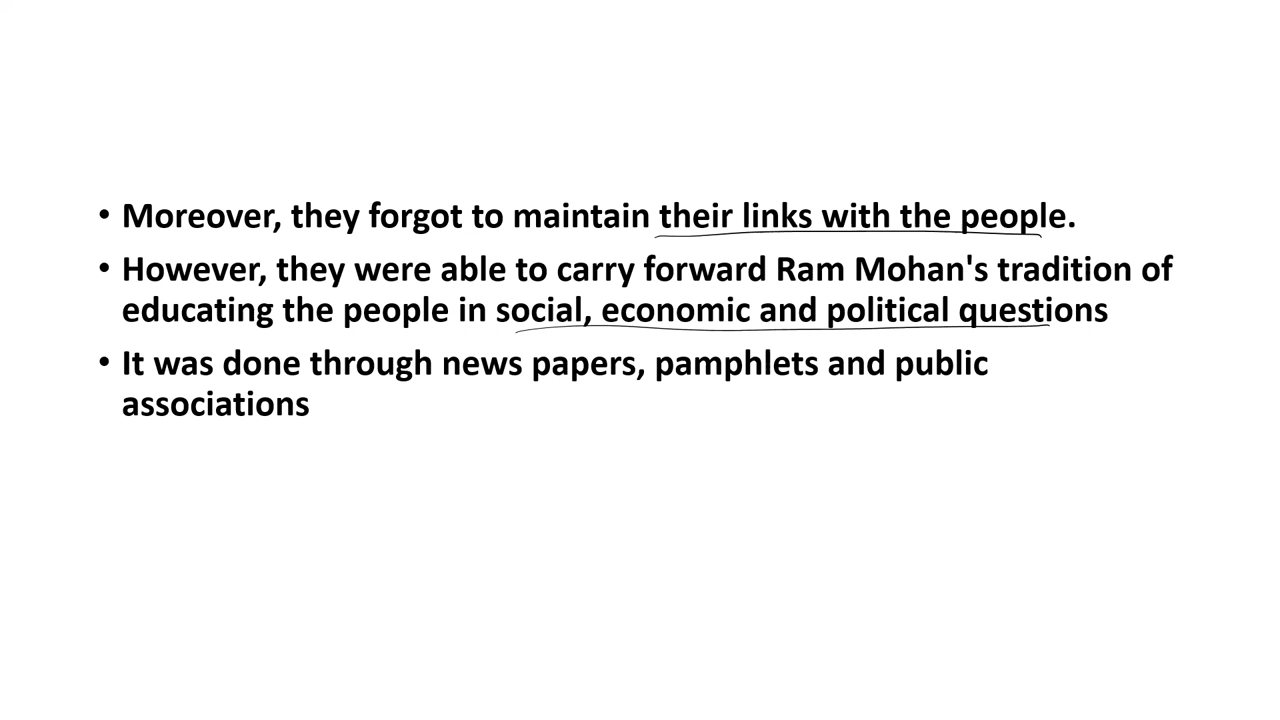 • Moreover, they forgot to maintain their links with the people.
• However, they were able to carry forward Ram Mohan's tradition of
educating the people in social, economic and political questions
• It was done through news papers, pamphlets and public
associations